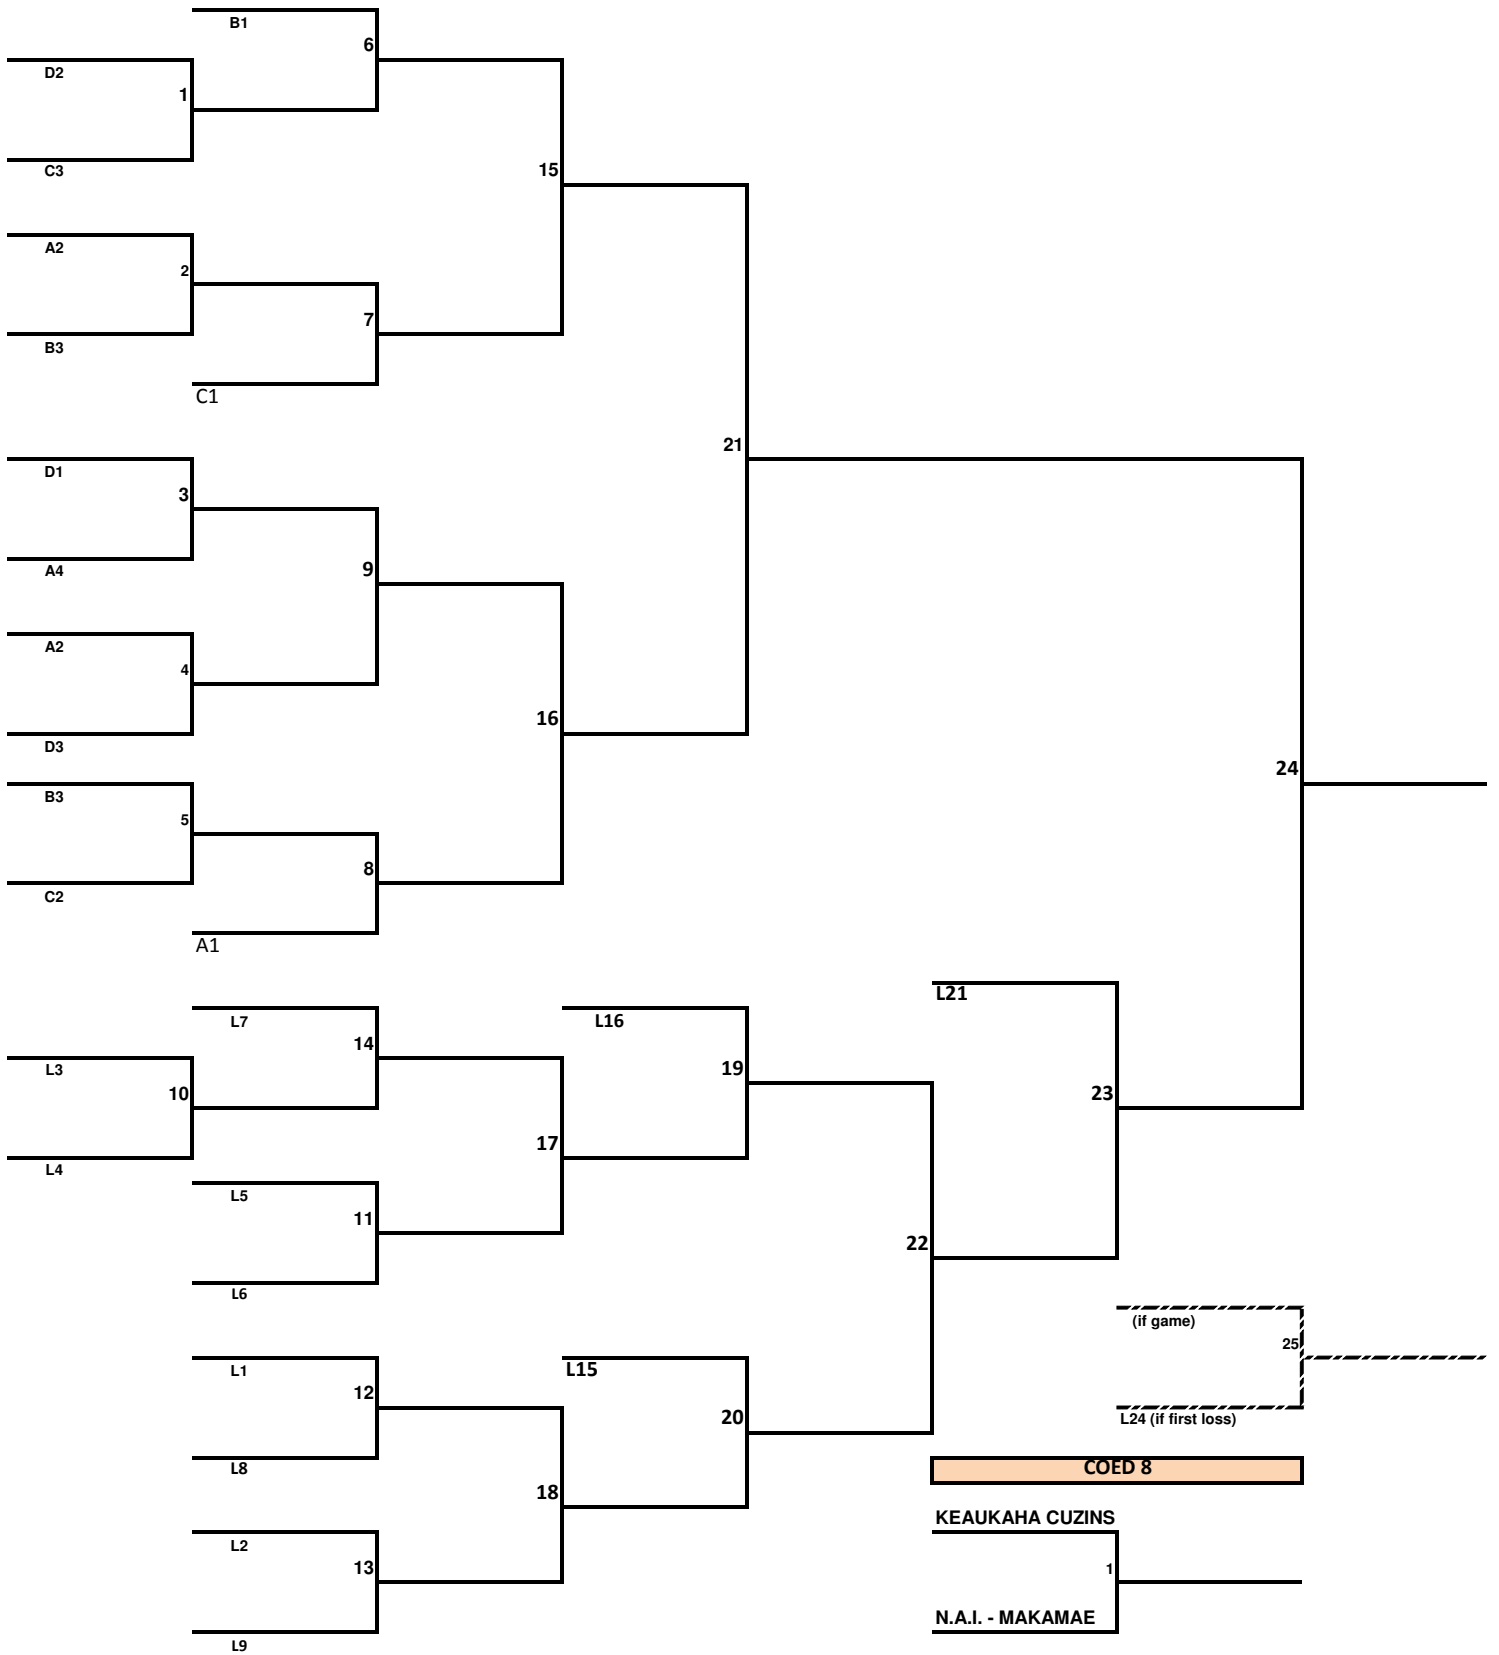 B1
6
D2
1
C3
15
A2
2
7
B3
C1
21
D1
3
A4
9
A2
4
16
D3
24
B3
5
8
C2
A1
L21
L7
L16
14
L3
19
10
23
17
L4
L5
11
22
L6
(if game)
25
L1
L15
12
20
L24 (if first loss)
L8
COED 8
18
KEAUKAHA CUZINS
L2
13
1
N.A.I. - MAKAMAE
L9